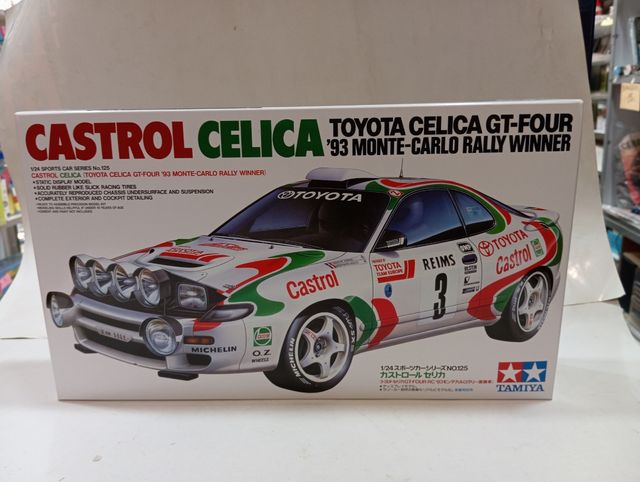 CASTROL CELICA TOYOTA CELICA GT-FOUR
'93 MONTE-CARLO RALLY WINNER
1/24 SPORTS CAR SERIES No.125
CASTROL CELICA (TOYOTA CELICA GT-FOUR '93 MONTE-CARLO RALLY WINNER)
• STATIC DISPLAY MODEL
• SOLID RUBBER LIKE SLICK RACING TIRES
• ACCURATELY REPRODUCED CHASSIS UNDERSURFACE AND SUSPENSION
• COMPLETE EXTERIOR AND COCKPIT DETAILING
TOYOTA
TOYOTA
Castrol
Castrol
TOYOTA
TEAM EUROPE
REIMS
3
MICHELIN
O.Z
MICHELIN
1/24 スポーツカーシリーズ NO.125
カストロール セリカ
TAMIYA